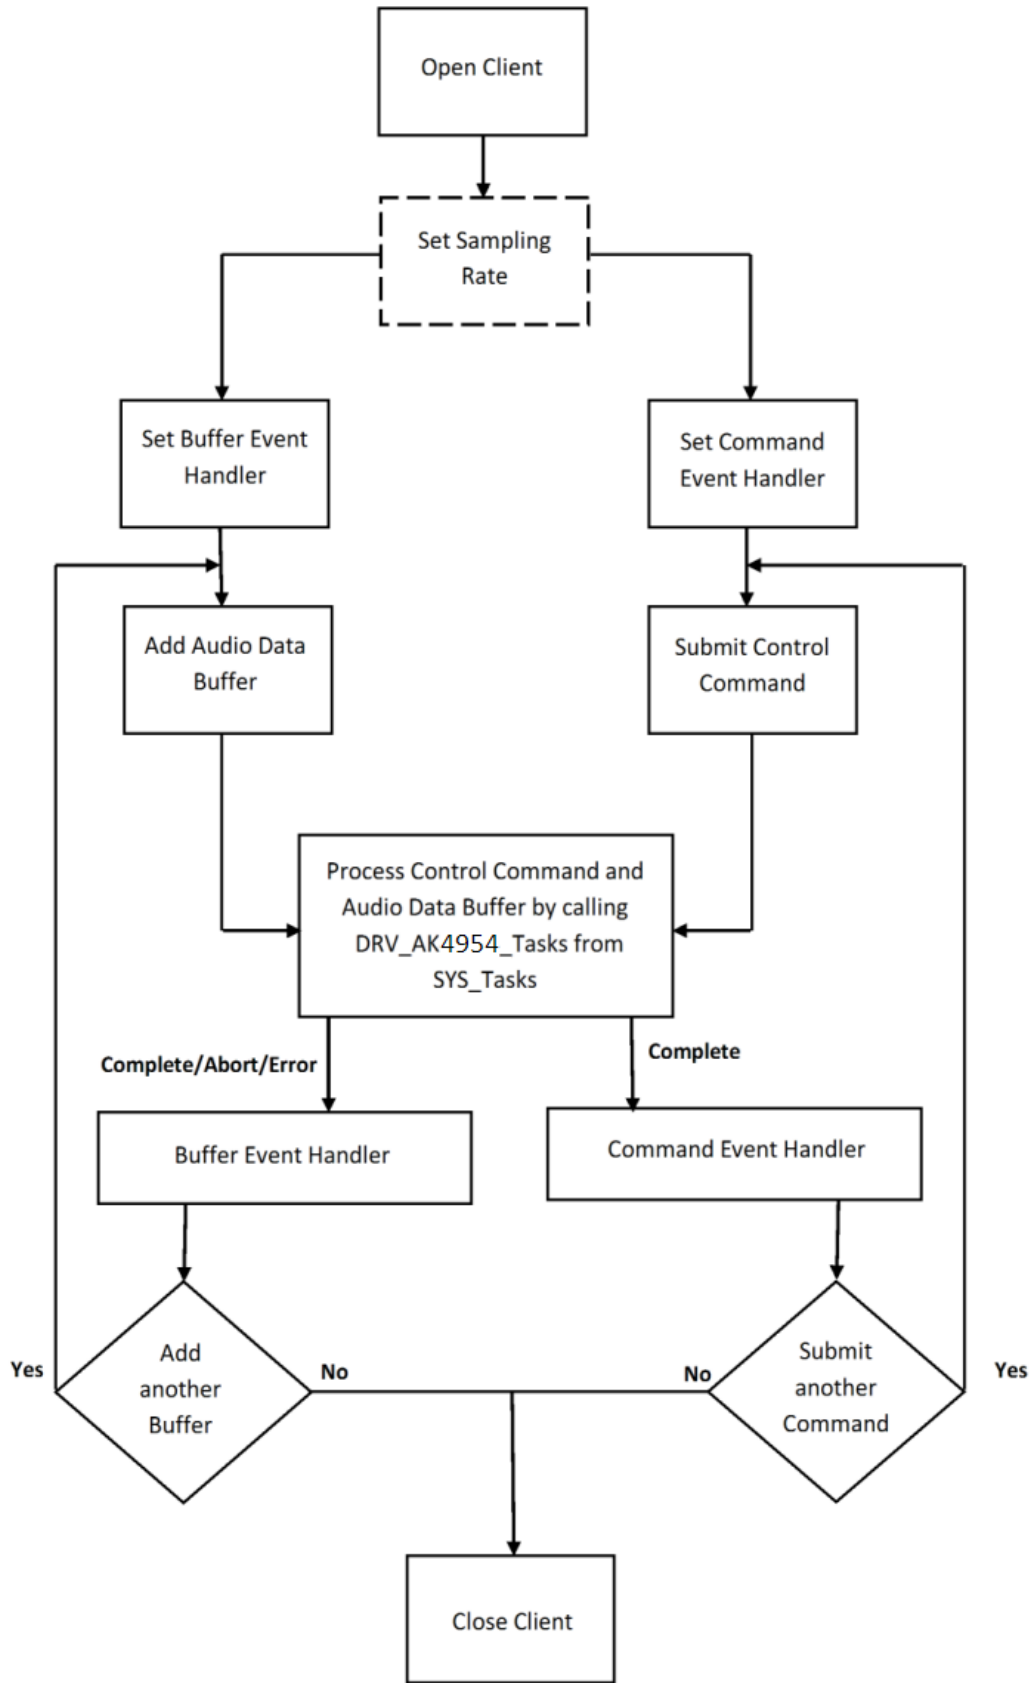 Open Client
Set Sampling
Rate
Set Buffer Event
Handler
Set Command
Event Handler
Add Audio Data
Buffer
Submit Control
Command
Process Control Command and
Audio Data Buffer by calling
DRV_AK4954_Tasks from
SYS_Tasks
Complete/Abort/Error
Complete
Buffer Event Handler
Command Event Handler
Yes
Add
another
Buffer
No
No
Submit
another
Command
Yes
Close Client